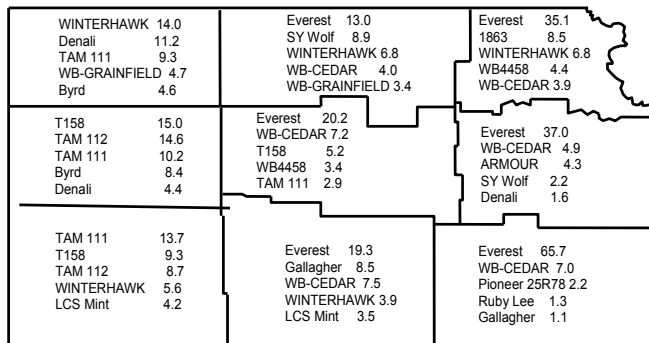 WINTERHAWK 14.0
Denali 11.2
TAM 111 9.3
WB-GRAINFIELD 4.7
Byrd 4.6
Everest 13.0
SY Wolf 8.9
WINTERHAWK 6.8
WB-CEDAR 4.0
WB-GRAINFIELD 3.4
Everest 35.1
1863 8.5
WINTERHAWK 6.8
WB4458 4.4
WB-CEDAR 3.9
T158 15.0
TAM 112 14.6
TAM 111 10.2
Byrd 8.4
Denali 4.4
Everest 20.2
WB-CEDAR 7.2
T158 5.2
WB4458 3.4
TAM 111 2.9
Everest 37.0
WB-CEDAR 4.9
ARMOUR 4.3
SY Wolf 2.2
Denali 1.6
TAM 111 13.7
T158 9.3
TAM 112 8.7
WINTERHAWK 5.6
LCS Mint 4.2
Everest 19.3
Gallagher 8.5
WB-CEDAR 7.5
WINTERHAWK 3.9
LCS Mint 3.5
Everest 65.7
WB-CEDAR 7.0
Pioneer 25R78 2.2
Ruby Lee 1.3
Gallagher 1.1